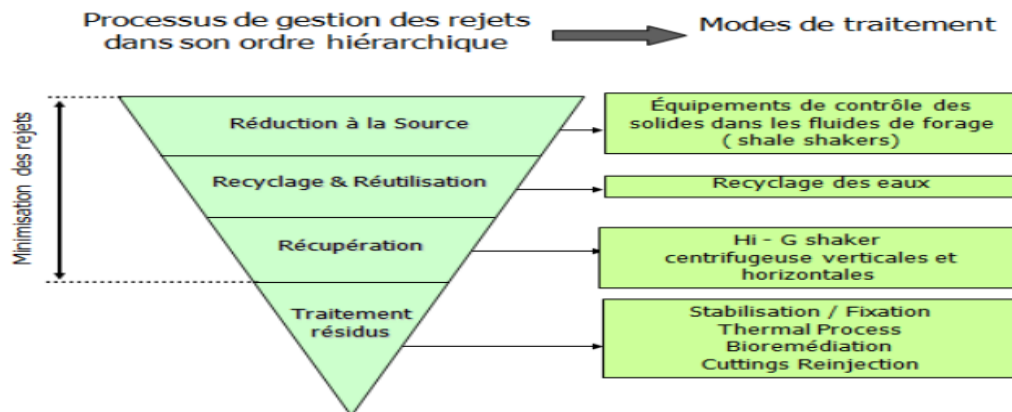 Processus de gestion des rejets
dans son ordre hiérarchique
Modes de traitement
Minimisation des rejets
Réduction à la Source
Équipements de contrôle des
solides dans les fluides de forage
( shale shakers)
Recyclage & Réutilisation
Recyclage des eaux
Récupération
Hi - G shaker
centrifugeuse verticales et
horizontales
Traitement
résidus
Stabilisation / Fixation
Thermal Process
Bioremédiation
Cuttings Reinjection